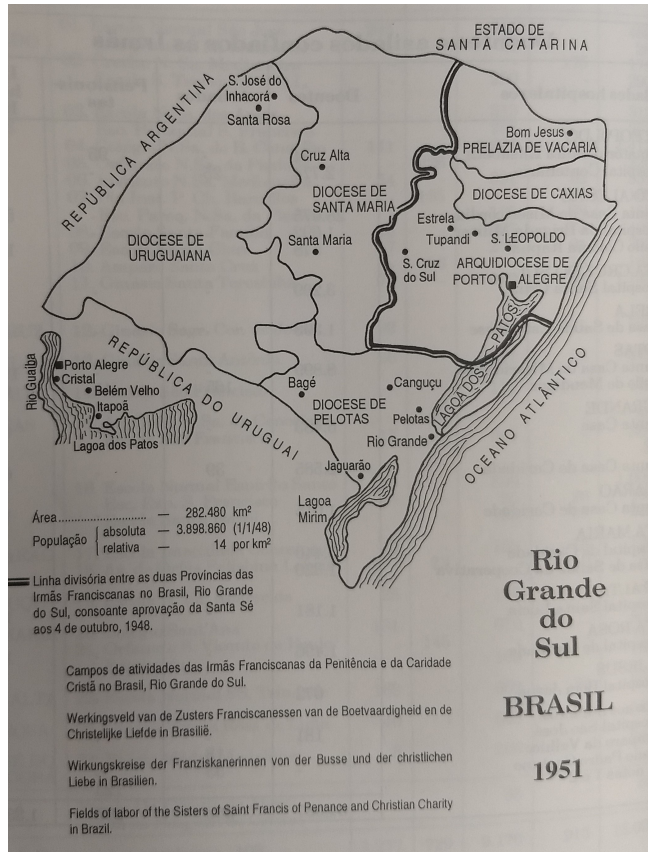 ESTADO DE
SANTA CATARINA
REPÚBLICA ARGENTINA
S. José do
Inhacorá
Santa Rosa
Bom Jesus
PRELAZIA DE VACARIA
Cruz Alta
DIOCESE DE
SANTA MARIA
DIOCESE DE CAXIAS
Estrela
Tupandi
S. LEOPOLDO
DIOCESE DE
URUGUAIANA
Santa Maria
S. Cruz
do Sul
ARQUIDIOCESE DE
PORTO ALEGRE
LAGOA DOS PATOS
OCEANO ATLÂNTICO
REPÚBLICA DO URUGUAI
Rio Guaíba
Porto Alegre
Cristal
Belém Velho
Itapoã
Lagoa dos Patos
Bagé
Canguçu
DIOCESE DE
PELOTAS
Pelotas
Rio Grande
Jaguarão
Lagoa
Mirim
Área............................ — 282.480 km²
População { absoluta — 3.898.860 (1/1/48)
relativa — 14 por km²
Linha divisória entre as duas Províncias das
Irmãs Franciscanas no Brasil, Rio Grande
do Sul, consoante aprovação da Santa Sé
aos 4 de outubro, 1948.
Rio
Grande
do
Sul
BRASIL
1951
Campos de atividades das Irmãs Franciscanas da Penitência e da Caridade
Cristã no Brasil, Rio Grande do Sul.
Werkingsveld van de Zusters Franciscanessen van de Boetvaardigheid en de
Christelijke Liefde in Brasilië.
Wirkungskreise der Franziskanerinnen von der Busse und der christlichen
Liebe in Brasilien.
Fields of labor of the Sisters of Saint Francis of Penance and Christian Charity
in Brazil.